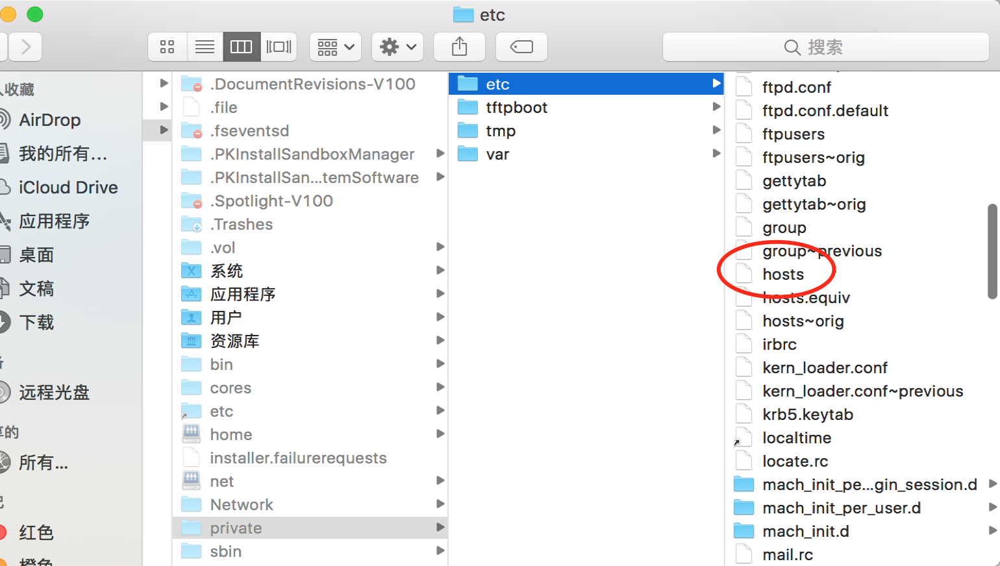 etc
搜索
人收藏
AirDrop
我的所有...
iCloud Drive
应用程序
桌面
文稿
下载
远程光盘
享的
所有...
红色
橙色
.DocumentRevisions-V100
.file
.fseventsd
.PKInstallSandboxManager
.PKInstallSan...temSoftware
.Spotlight-V100
.Trashes
.vol
系统
应用程序
用户
资源库
bin
cores
etc
home
installer.failurerequests
net
Network
private
sbin
etc
tftpboot
tmp
var
ftpd.conf
ftpd.conf.default
ftpusers
ftpusers~orig
gettytab
gettytab~orig
group
group~previous
hosts
hosts.equiv
hosts~orig
irbrc
kern_loader.conf
kern_loader.conf~previous
krb5.keytab
localtime
locate.rc
mach_init_pe...gin_session.d
mach_init_per_user.d
mach_init.d
mail.rc